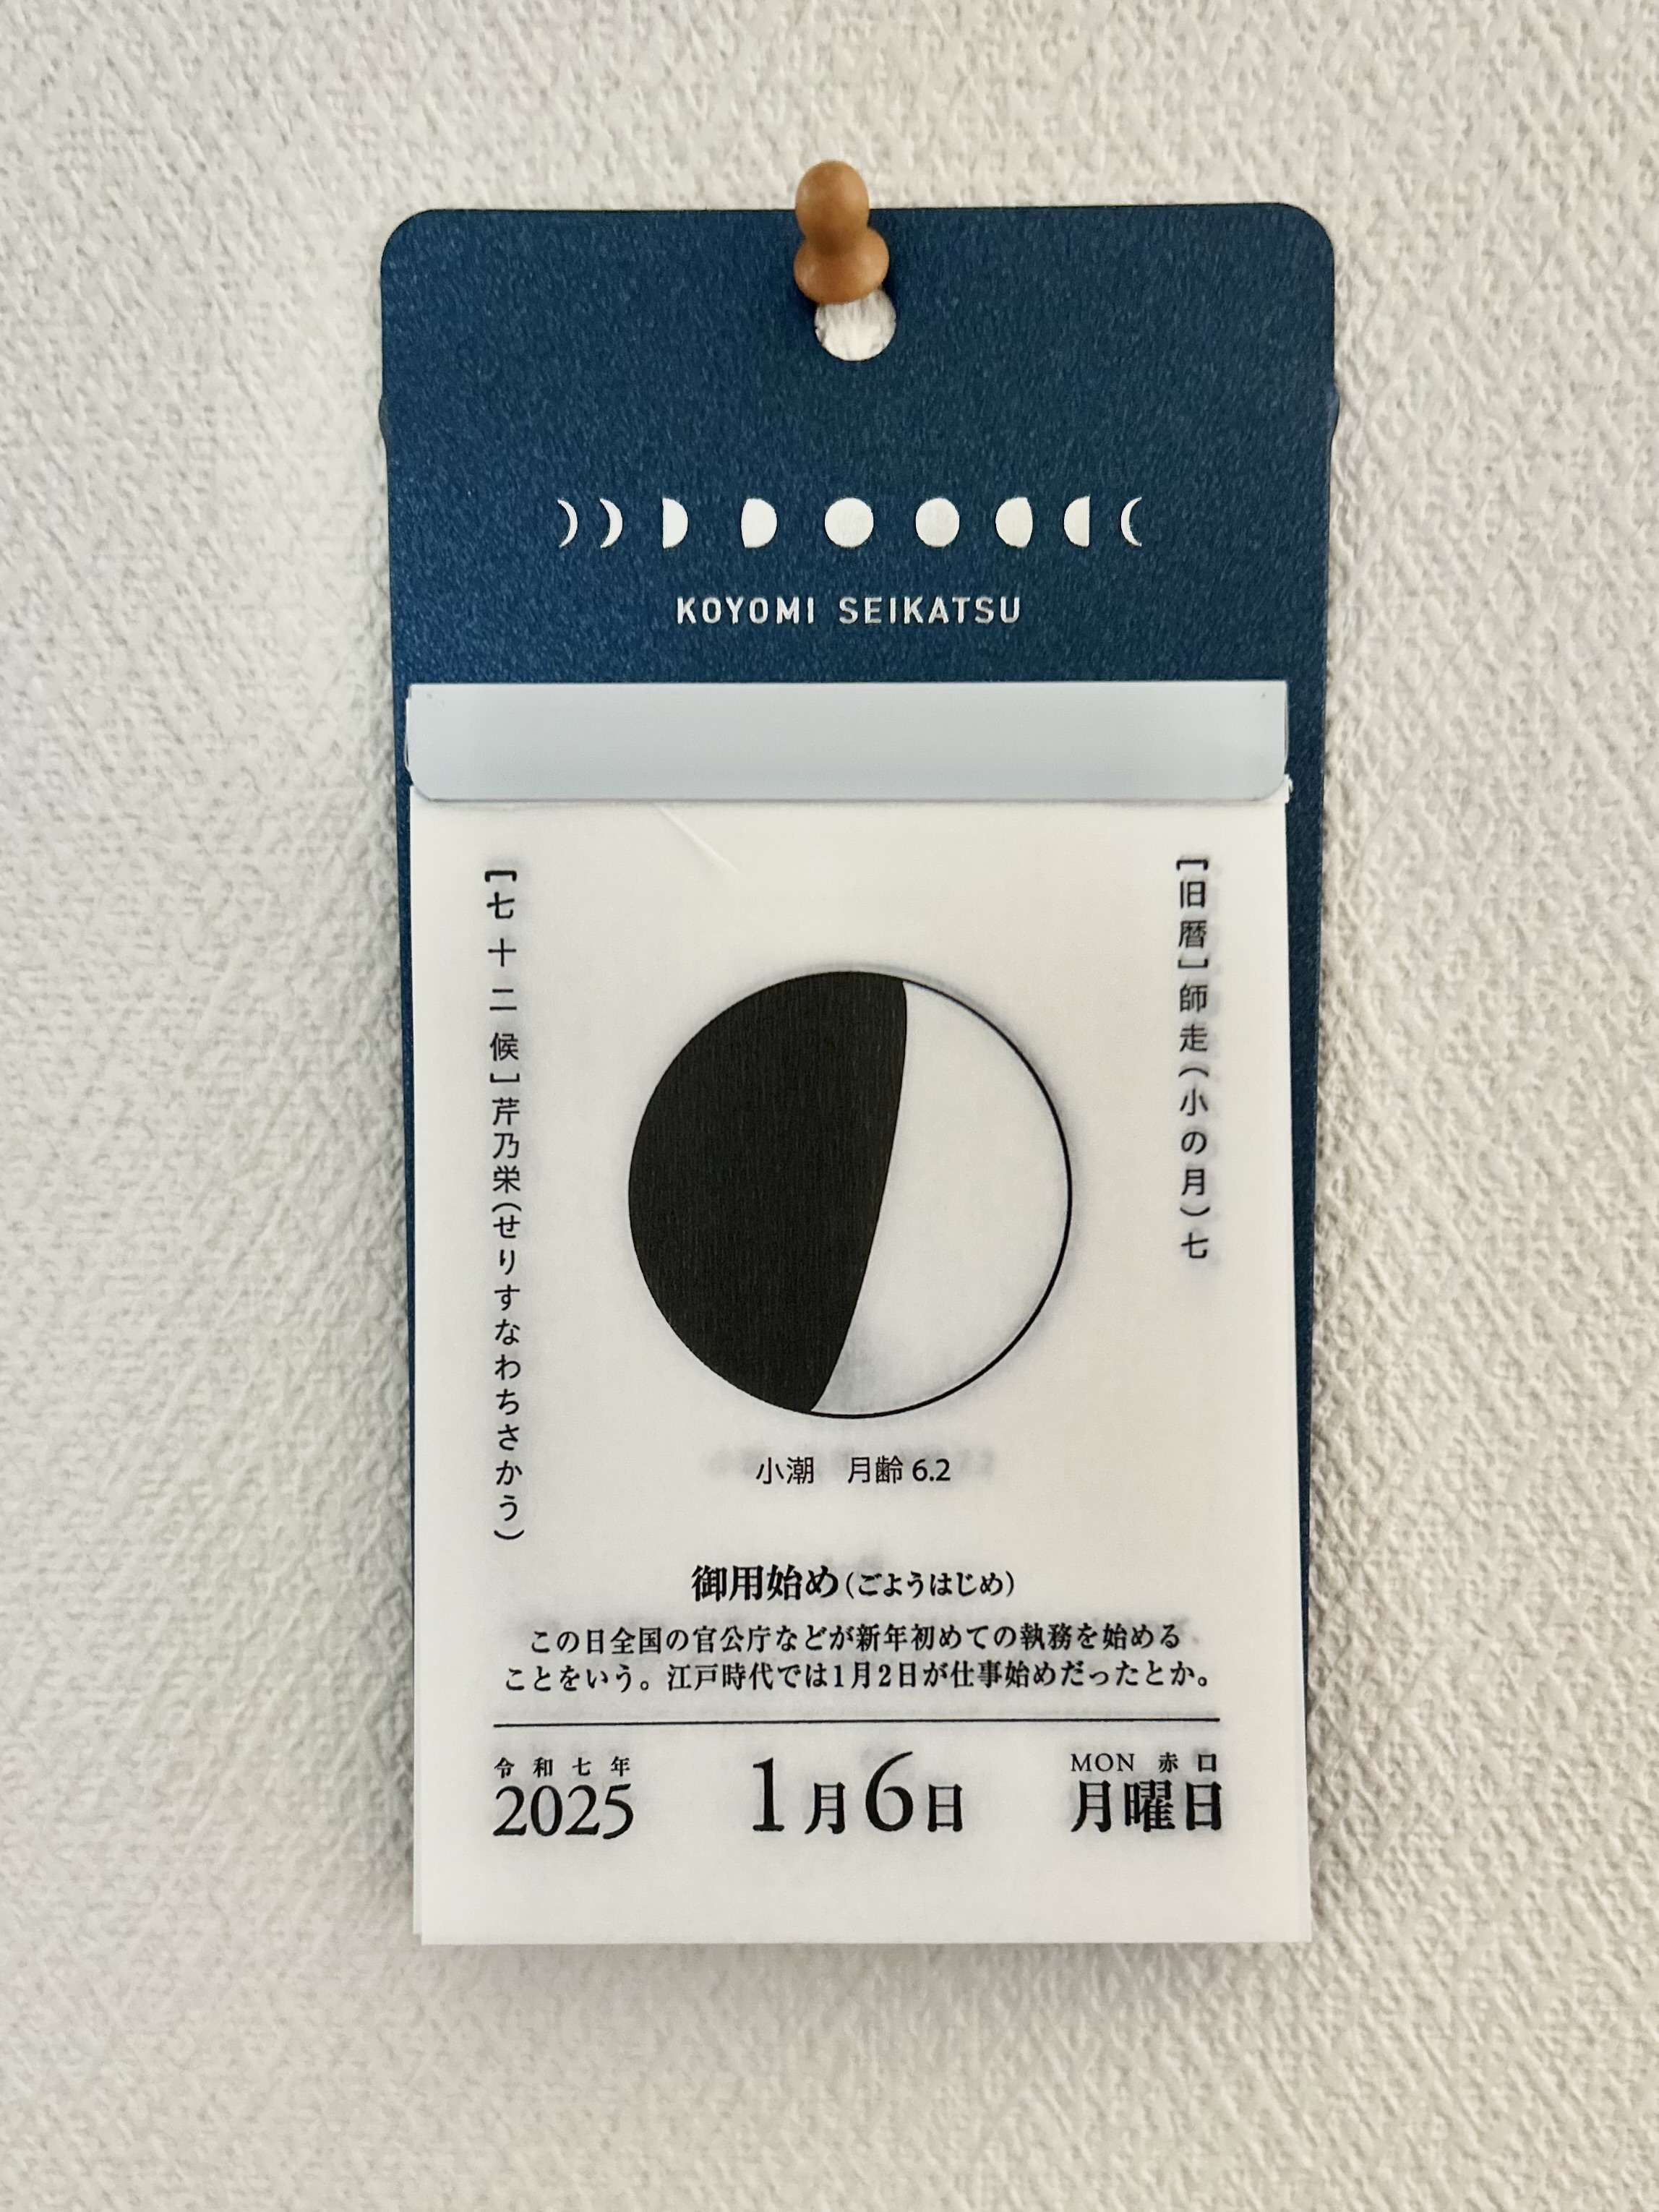 KOYOMI SEIKATSU
[旧暦]師走(小の月)七
[七十二候]芹乃栄(せりすなわちさかう)
小潮　月齢 6.2
御用始め(ごようはじめ)
この日全国の官公庁などが新年初めての執務を始める
ことをいう。江戸時代では1月2日が仕事始めだったとか。
令和七年
2025
1月6日
MON 赤口
月曜日